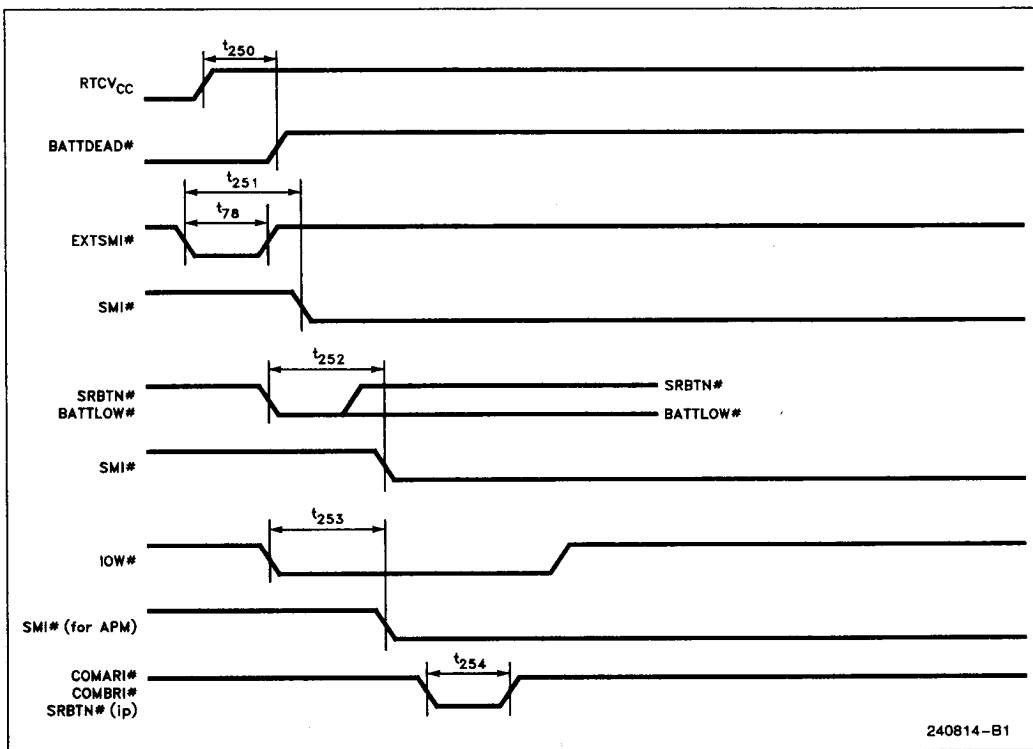 t250
RTCVCC
BATTDEAD#
t251
t78
EXTSMI#
SMI#
t252
SRBTN#
BATTLOW#
SRBTN#
BATTLOW#
SMI#
t253
IOW#
SMI# (for APM)
t254
COMARI#
COMBRI#
SRBTN# (ip)
240814-B1